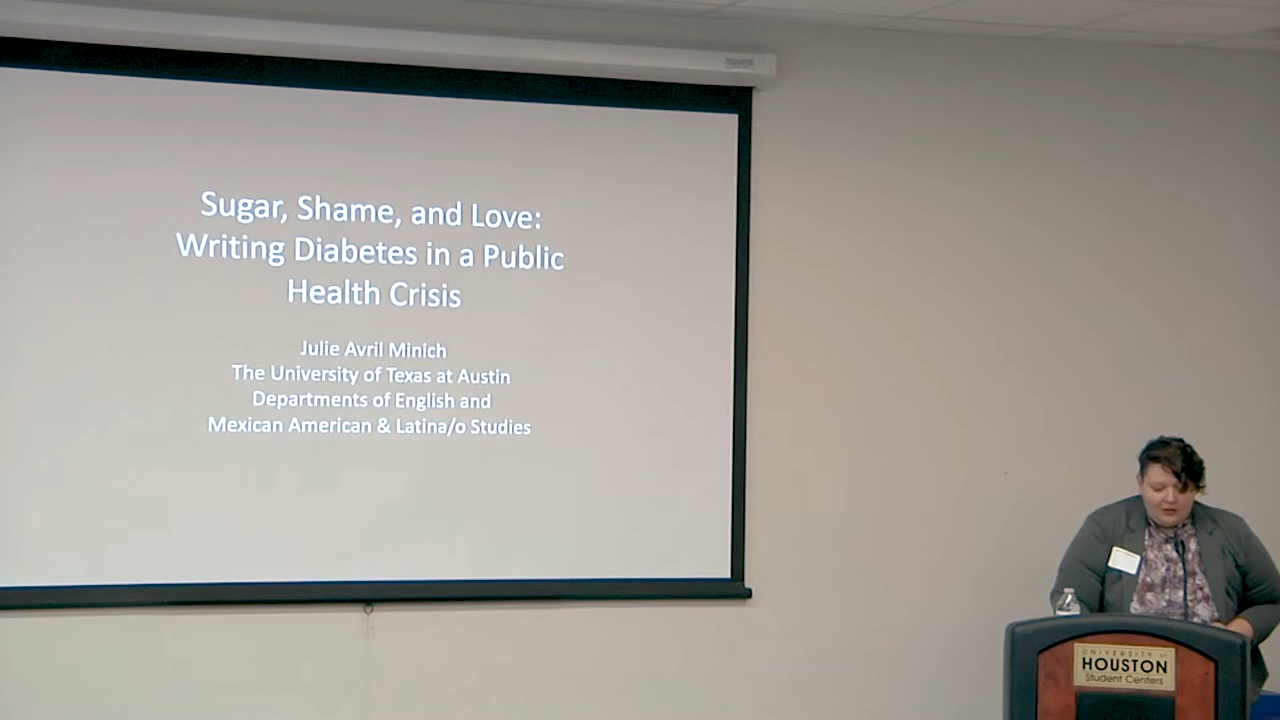 Sugar, Shame, and Love:
Writing Diabetes in a Public
Health Crisis
Julie Avril Minich
The University of Texas at Austin
Departments of English and
Mexican American & Latina/o Studies
UNIVERSITY of
HOUSTON
Student Centers